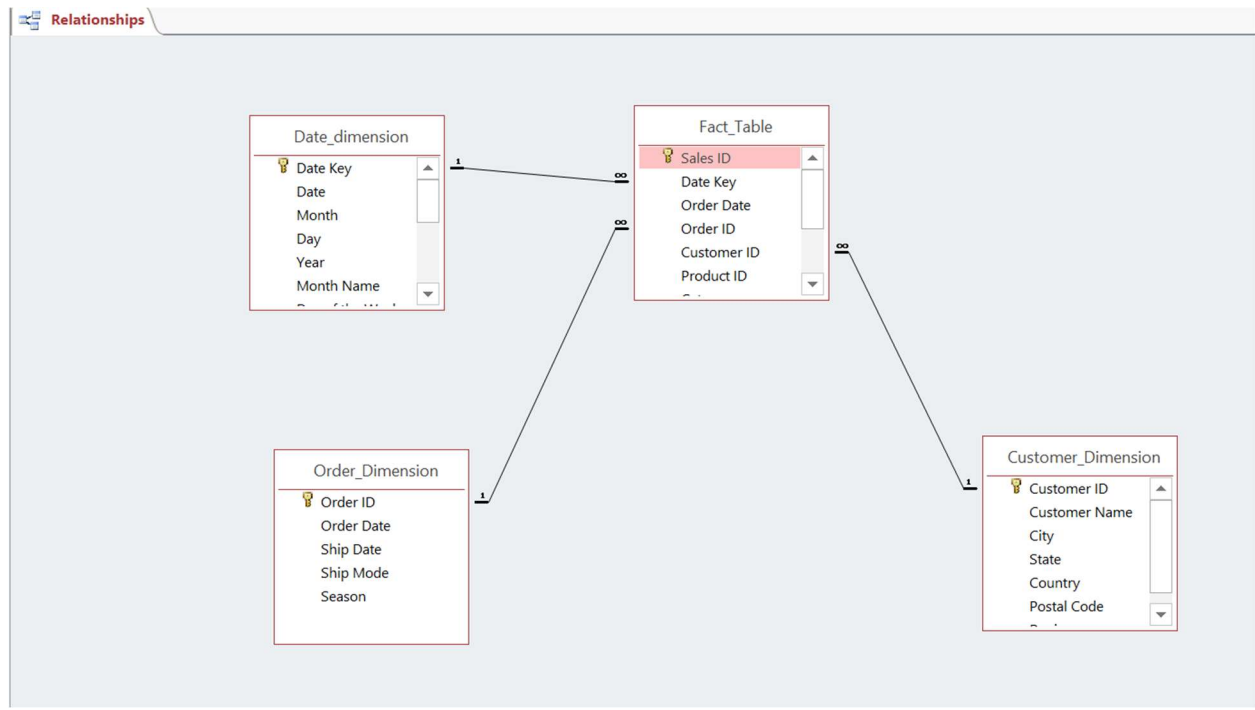 Relationships
Date_dimension
Date Key
Date
Month
Day
Year
Month Name
1
∞
∞
Fact_Table
Sales ID
Date Key
Order Date
Order ID
Customer ID
Product ID
∞
Order_Dimension
Order ID
Order Date
Ship Date
Ship Mode
Season
1
1
Customer_Dimension
Customer ID
Customer Name
City
State
Country
Postal Code